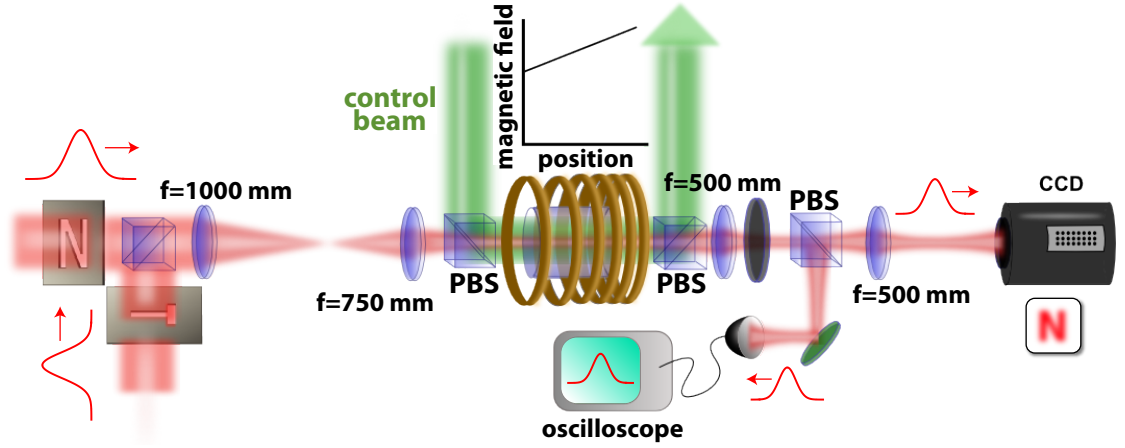 magnetic field
position
control
beam
f=1000 mm
f=750 mm
PBS
PBS
f=500 mm
PBS
f=500 mm
CCD
N
T
N
oscilloscope